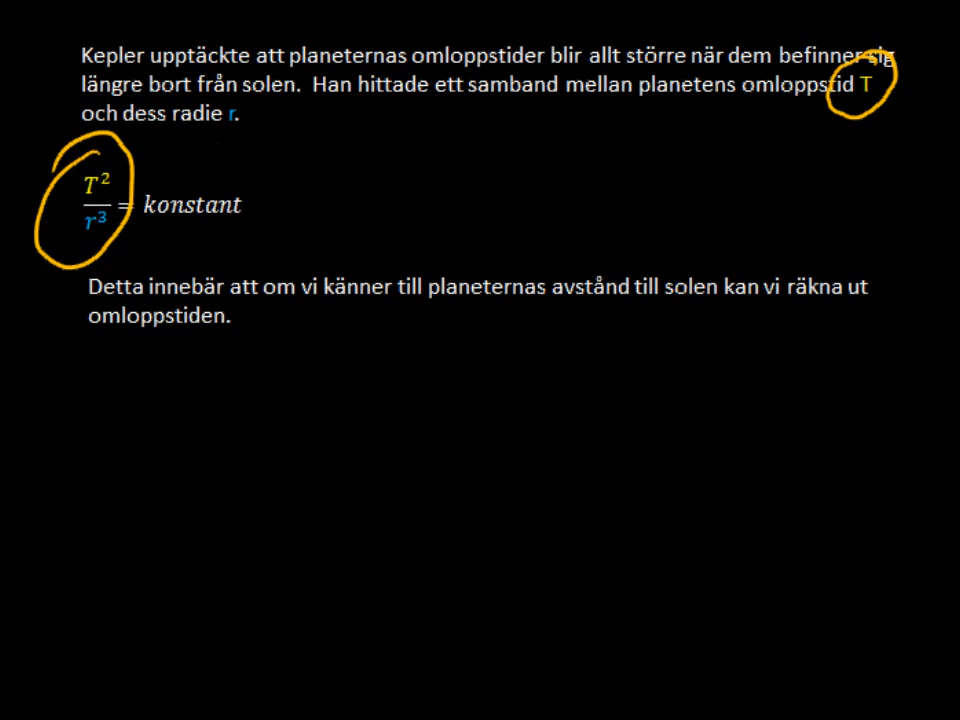 Kepler upptäckte att planeternas omloppstider blir allt större när dem befinner sig
längre bort från solen. Han hittade ett samband mellan planetens omloppstid T
och dess radie r.
T²/r³ = konstant
Detta innebär att om vi känner till planeternas avstånd till solen kan vi räkna ut
omloppstiden.